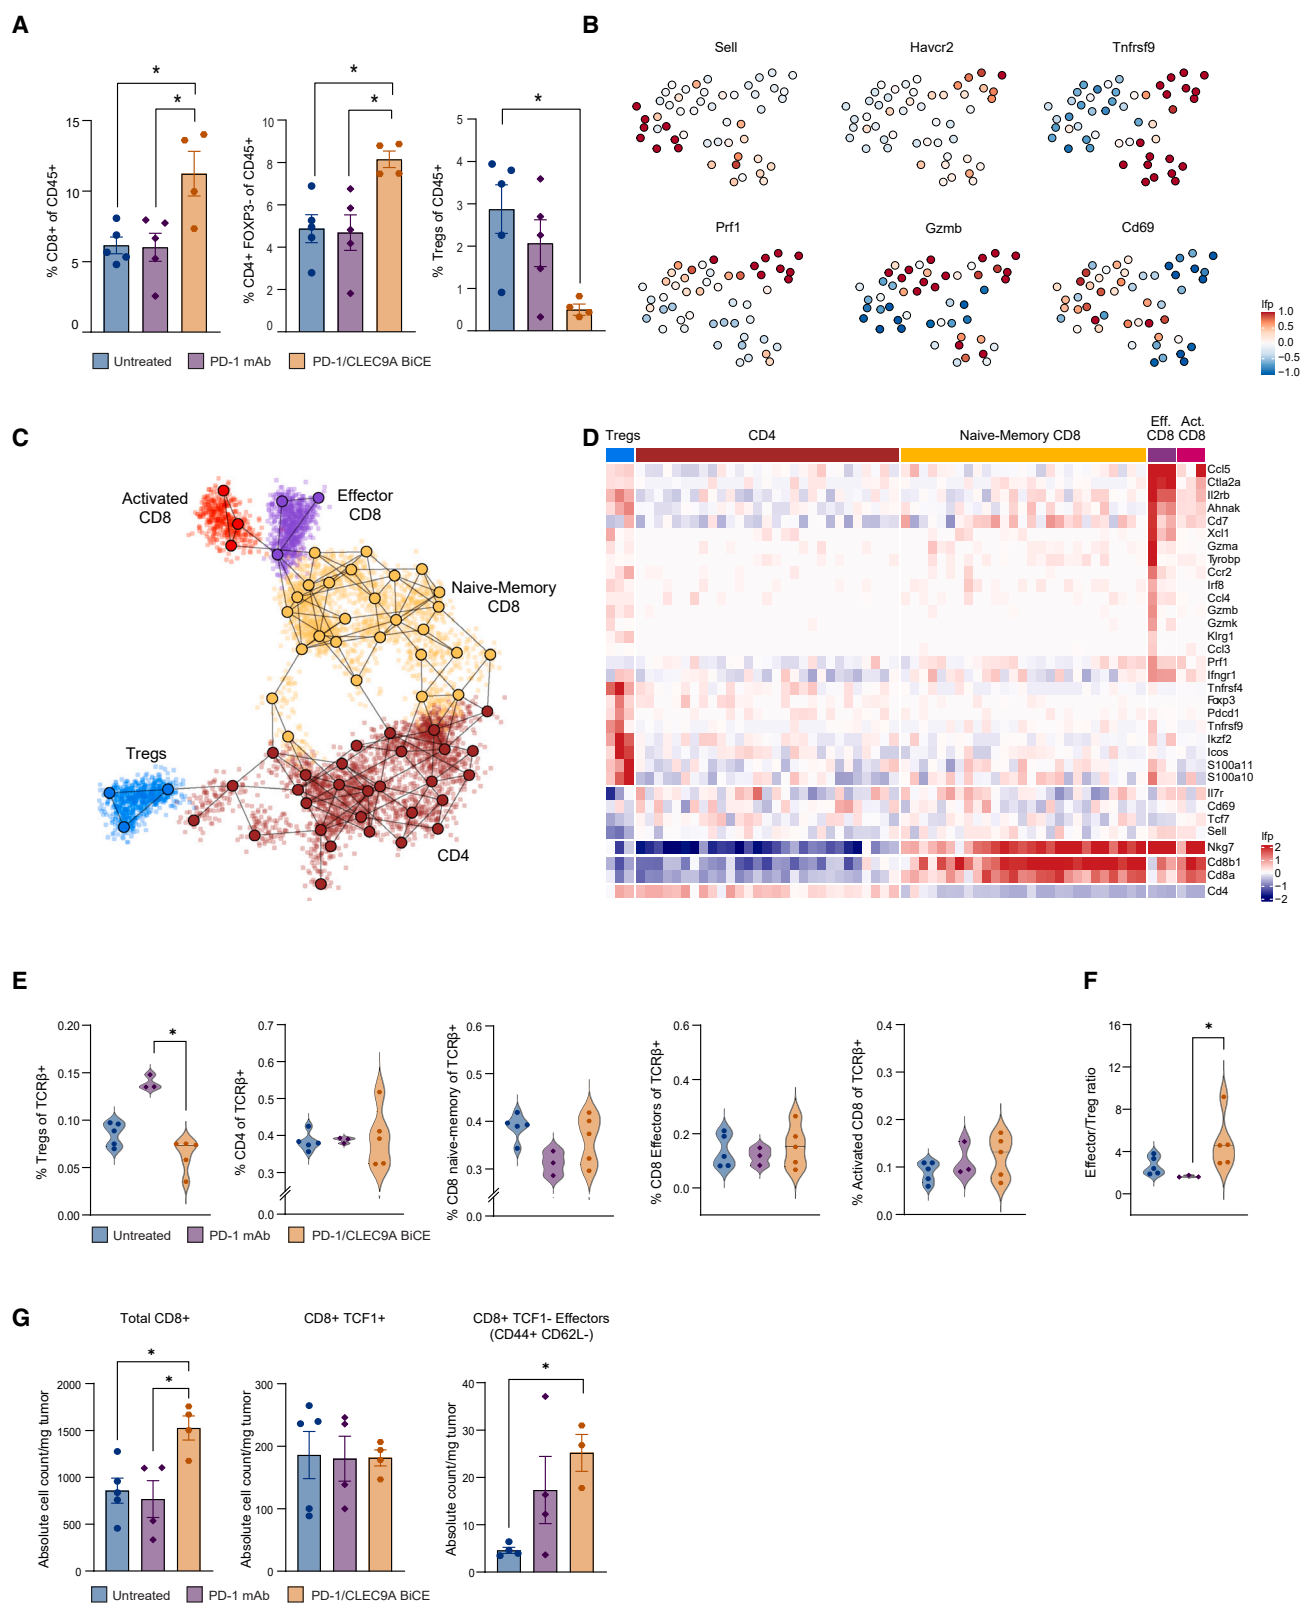 A
*
*
15
10
5
0
% CD8+ of CD45+
*
*
10
8
6
4
2
0
% CD4+ FOXP3- of CD45+
*
5
4
3
2
1
0
% Tregs of CD45+
Untreated
PD-1 mAb
PD-1/CLEC9A BiCE
B
Sell
Havcr2
Tnfrsf9
Prf1
Gzmb
Cd69
lfp
1.0
0.5
0.0
−0.5
−1.0
C
Activated
CD8
Effector
CD8
Naive-Memory
CD8
Tregs
CD4
D
Tregs
CD4
Naive-Memory CD8
Eff.
CD8
Act.
CD8
Ccl5
Ctla2a
Il2rb
Ahnak
Cd7
Xcl1
Gzma
Tyrobp
Ccr2
Irf8
Ccl4
Gzmb
Gzmk
Klrg1
Ccl3
Prf1
Ifngr1
Tnfrsf4
Foxp3
Pdcd1
Tnfrsf9
Ikzf2
Icos
S100a11
S100a10
Il7r
Cd69
Tcf7
Sell
Nkg7
Cd8b1
Cd8a
Cd4
lfp
2
1
0
−1
−2
E
0.20
0.15
0.10
0.05
0.00
% Tregs of TCRβ+
*
0.7
0.6
0.5
0.4
0.3
0.0
% CD4 of TCRβ+
0.6
0.4
0.3
0.0
% CD8 naive-memory of TCRβ+
0.6
0.4
0.2
0.0
% CD8 Effectors of TCRβ+
0.4
0.3
0.2
0.1
0.0
% Activated CD8 of TCRβ+
Untreated
PD-1 mAb
PD-1/CLEC9A BiCE
F
16
12
8
4
0
Effector/Treg ratio
*
G
Total CD8+
*
*
2000
1500
1000
500
0
Absolute cell count/mg tumor
CD8+ TCF1+
300
200
100
0
Absolute cell count/mg tumor
CD8+ TCF1- Effectors
(CD44+ CD62L-)
*
40
30
20
10
0
Absolute count/mg tumor
Untreated
PD-1 mAb
PD-1/CLEC9A BiCE